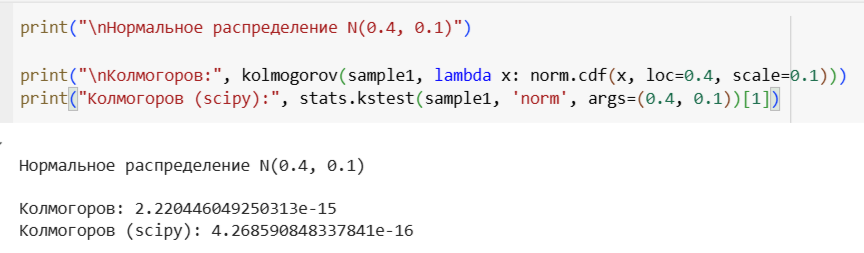 print("\nНормальное распределение N(0.4, 0.1)")
print("\nКолмогоров:", kolmogorov(sample1, lambda x: norm.cdf(x, loc=0.4, scale=0.1)))
print("Колмогоров (scipy):", stats.kstest(sample1, 'norm', args=(0.4, 0.1))[1])
Нормальное распределение N(0.4, 0.1)
Колмогоров: 2.220446049250313e-15
Колмогоров (scipy): 4.268590848337841e-16